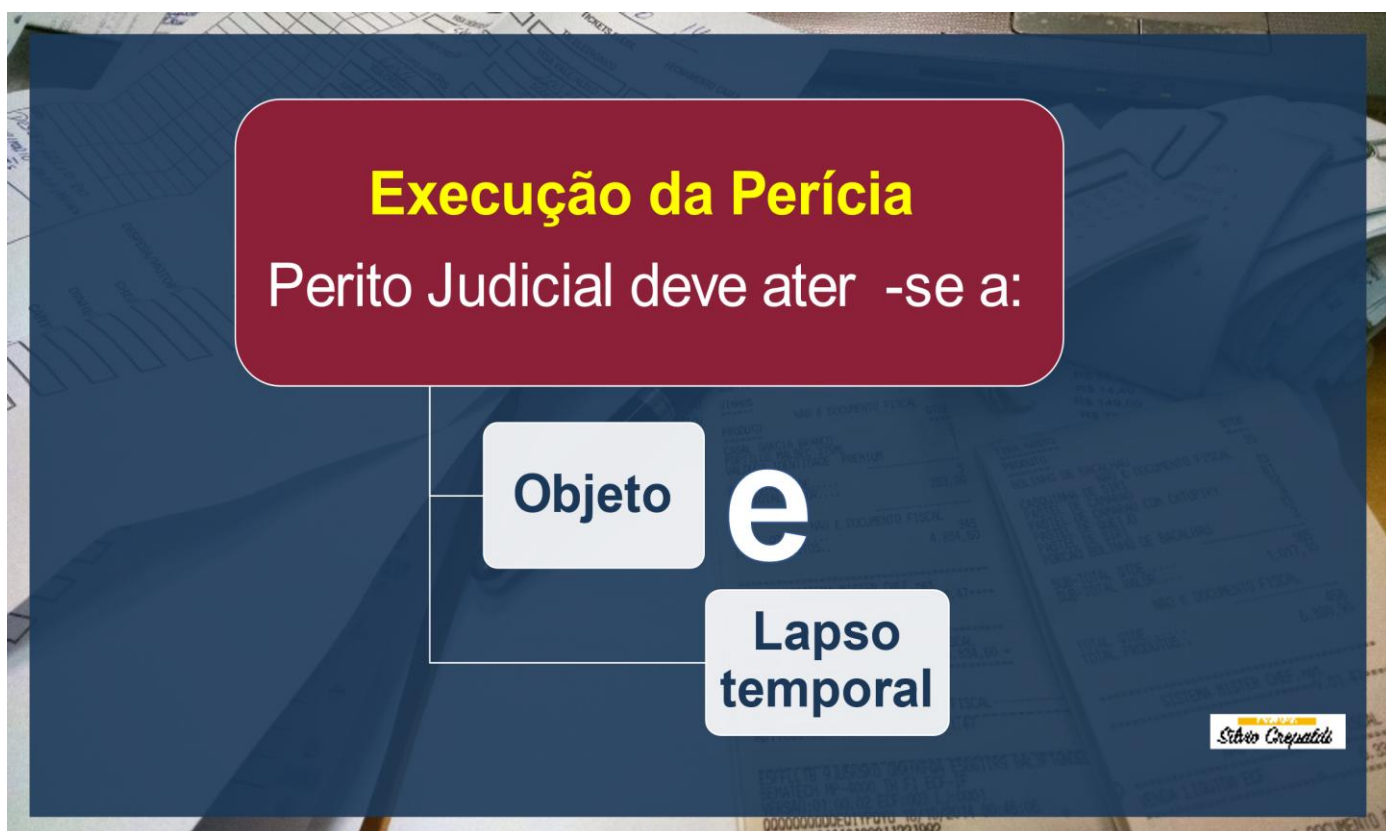 Execução da Perícia
Perito Judicial deve ater -se a:
Objeto
e
Lapso
temporal
Silvio Crepaldi